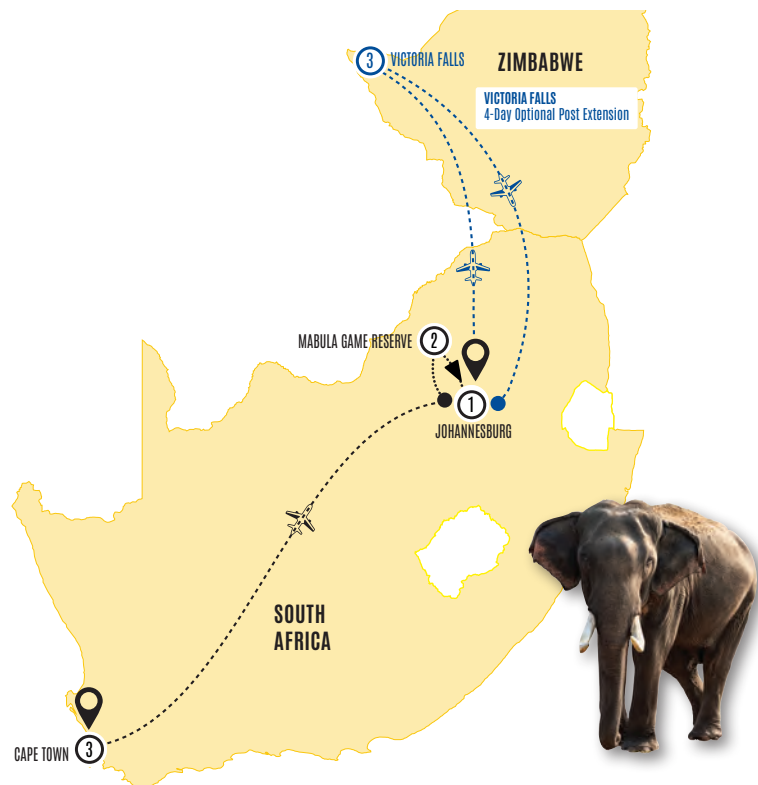 3
VICTORIA FALLS
ZIMBABWE
VICTORIA FALLS
4-Day Optional Post Extension
MABULA GAME RESERVE
2
1
JOHANNESBURG
SOUTH
AFRICA
CAPE TOWN
3